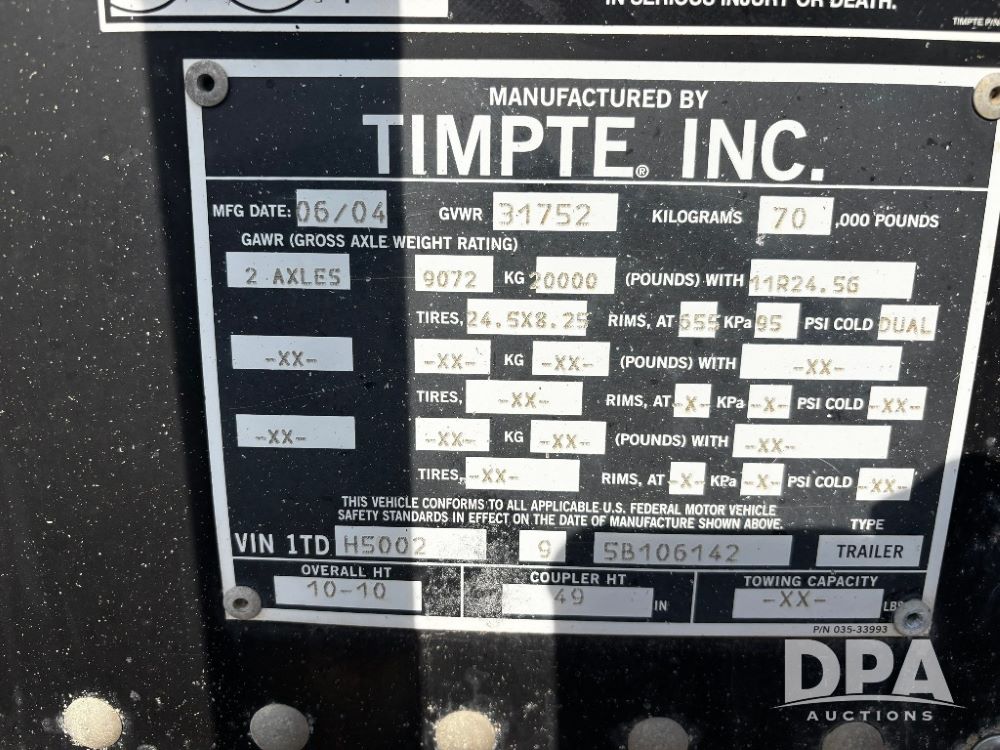 IN SERIOUS INJURY OR DEATH.
TIMPTE P/N
MANUFACTURED BY
TIMPTE® INC.
MFG DATE: 06/04 GVWR 31752 KILOGRAMS 70 ,000 POUNDS
GAWR (GROSS AXLE WEIGHT RATING)
2 AXLES 9072 KG 20000 (POUNDS) WITH 11R24.5G
TIRES, 24.5X8.25 RIMS, AT 655 KPa 95 PSI COLD DUAL
-XX- -XX- KG -XX- (POUNDS) WITH -XX-
TIRES, -XX- RIMS, AT -X- KPa -X- PSI COLD -XX-
-XX- -XX- KG -XX- (POUNDS) WITH -XX-
TIRES, -XX- RIMS, AT -X- KPa -X- PSI COLD -XX-
THIS VEHICLE CONFORMS TO ALL APPLICABLE U.S. FEDERAL MOTOR VEHICLE
SAFETY STANDARDS IN EFFECT ON THE DATE OF MANUFACTURE SHOWN ABOVE. TYPE
VIN 1TD H5002 9 5B106142 TRAILER
OVERALL HT COUPLER HT TOWING CAPACITY
10-10 49 IN -XX- LBS
P/N 035-33993
DPA
AUCTIONS